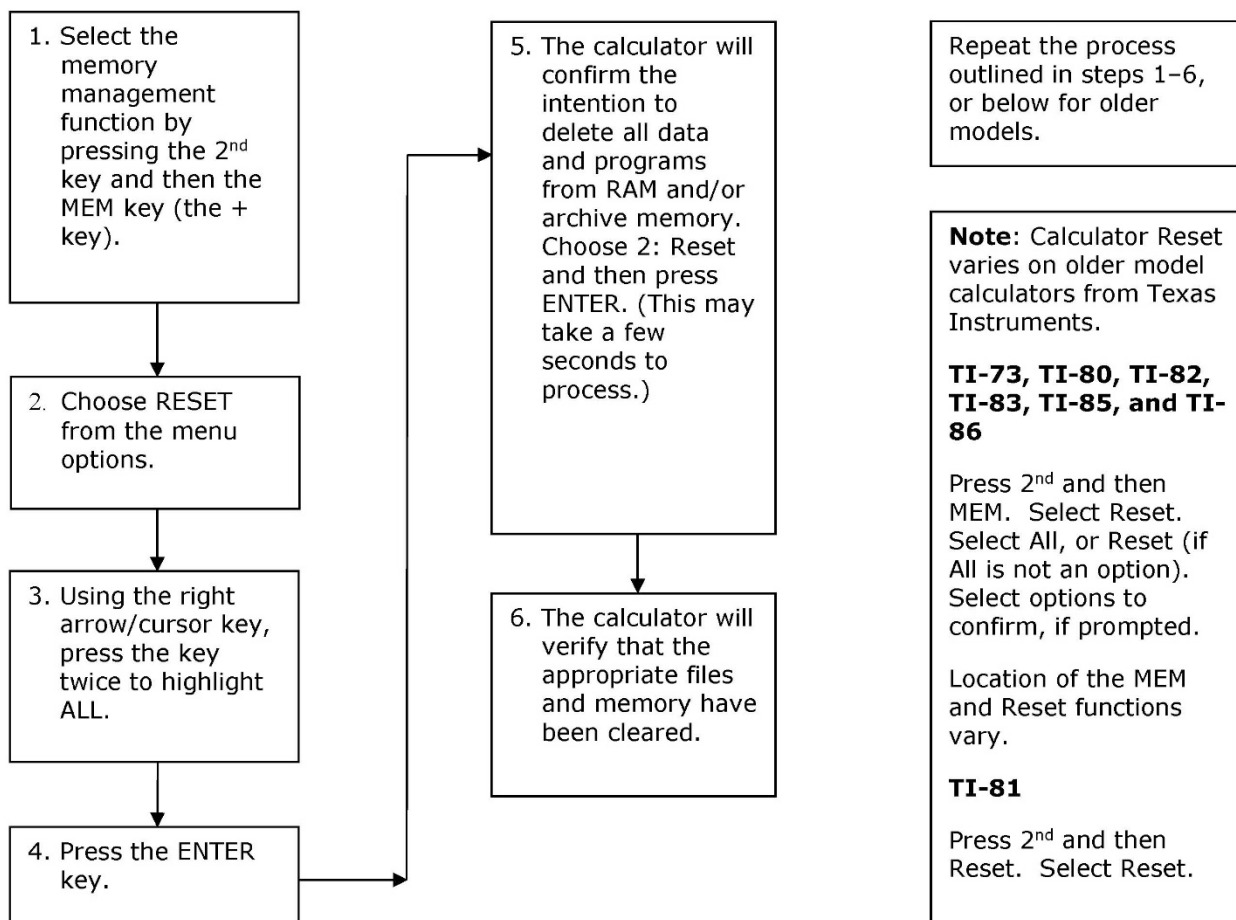 1. Select the
memory
management
function by
pressing the 2nd
key and then the
MEM key (the +
key).
2. Choose RESET
from the menu
options.
3. Using the right
arrow/cursor key,
press the key
twice to highlight
ALL.
4. Press the ENTER
key.
5. The calculator will
confirm the
intention to
delete all data
and programs
from RAM and/or
archive memory.
Choose 2: Reset
and then press
ENTER. (This may
take a few
seconds to
process.)
6. The calculator will
verify that the
appropriate files
and memory have
been cleared.
Repeat the process
outlined in steps 1–6,
or below for older
models.
Note: Calculator Reset
varies on older model
calculators from Texas
Instruments.
TI-73, TI-80, TI-82,
TI-83, TI-85, and TI-
86
Press 2nd and then
MEM. Select Reset.
Select All, or Reset (if
All is not an option).
Select options to
confirm, if prompted.
Location of the MEM
and Reset functions
vary.
TI-81
Press 2nd and then
Reset. Select Reset.